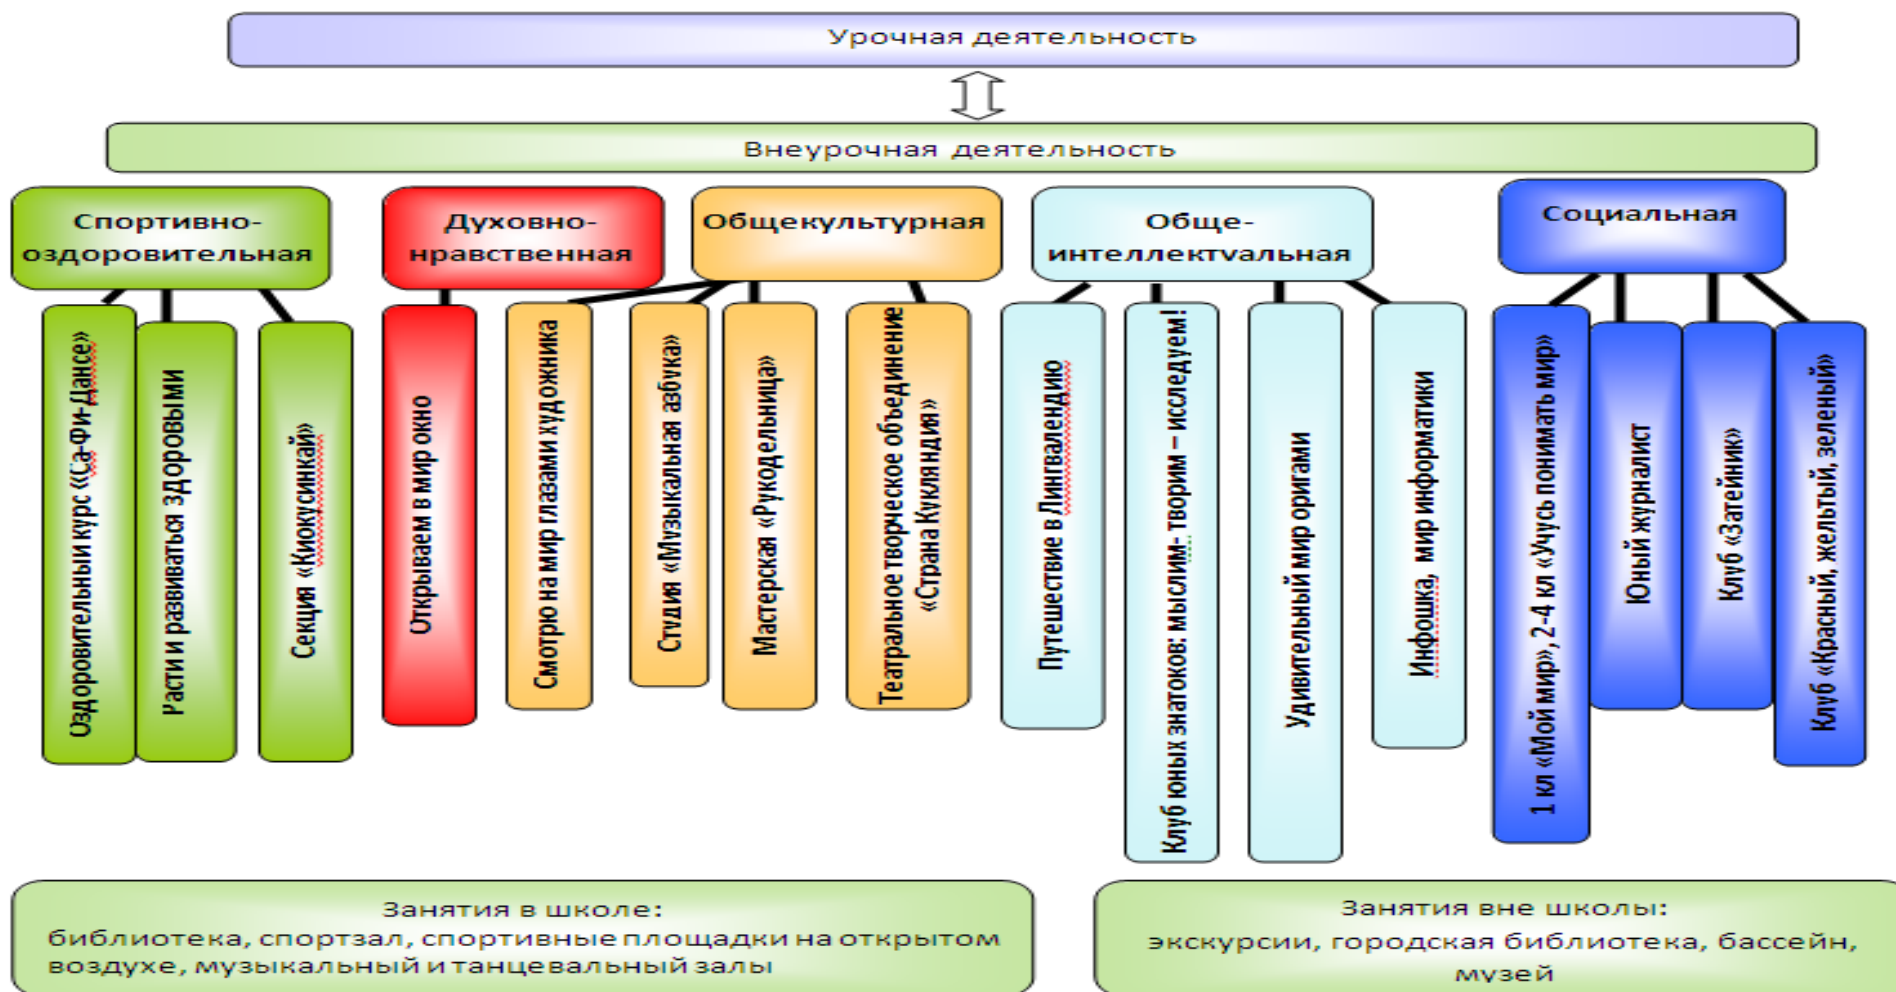 Урочная деятельность
Внеурочная деятельность
Спортивно-
оздоровительная
Духовно-
нравственная
Общекультурная
Обще-
интеллектуальная
Социальная
Оздоровительный курс «Са-Фи-Дансе»
Расти и развиваться здоровыми
Секция «Киокусинкай»
Открываем в мир окно
Смотрю на мир глазами художника
Студия «Музыкальная азбука»
Мастерская «Рукодельница»
Театральное творческое объединение
«Страна Кукляндия»
Путешествие в Лингвалендию
Клуб юных знатоков: мыслим- творим – исследуем!
Удивительный мир оригами
Инфошка, мир информатики
1 кл «Мой мир», 2-4 кл «Учусь понимать мир»
Юный журналист
Клуб «Затейник»
Клуб «Красный, желтый, зеленый»
Занятия в школе:
библиотека, спортзал, спортивные площадки на открытом
воздухе, музыкальный и танцевальный залы
Занятия вне школы:
экскурсии, городская библиотека, бассейн,
музей